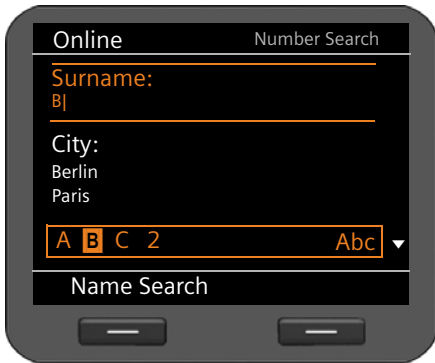 Online Number Search
Surname:
B|
City:
Berlin
Paris
A B C 2 Abc
Name Search